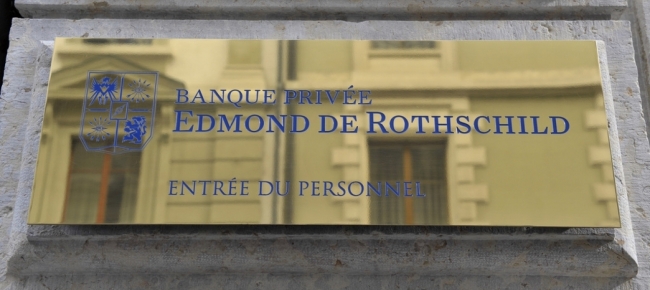 BANQUE PRIVÉE
EDMOND DE ROTHSCHILD
ENTRÉE DU PERSONNEL